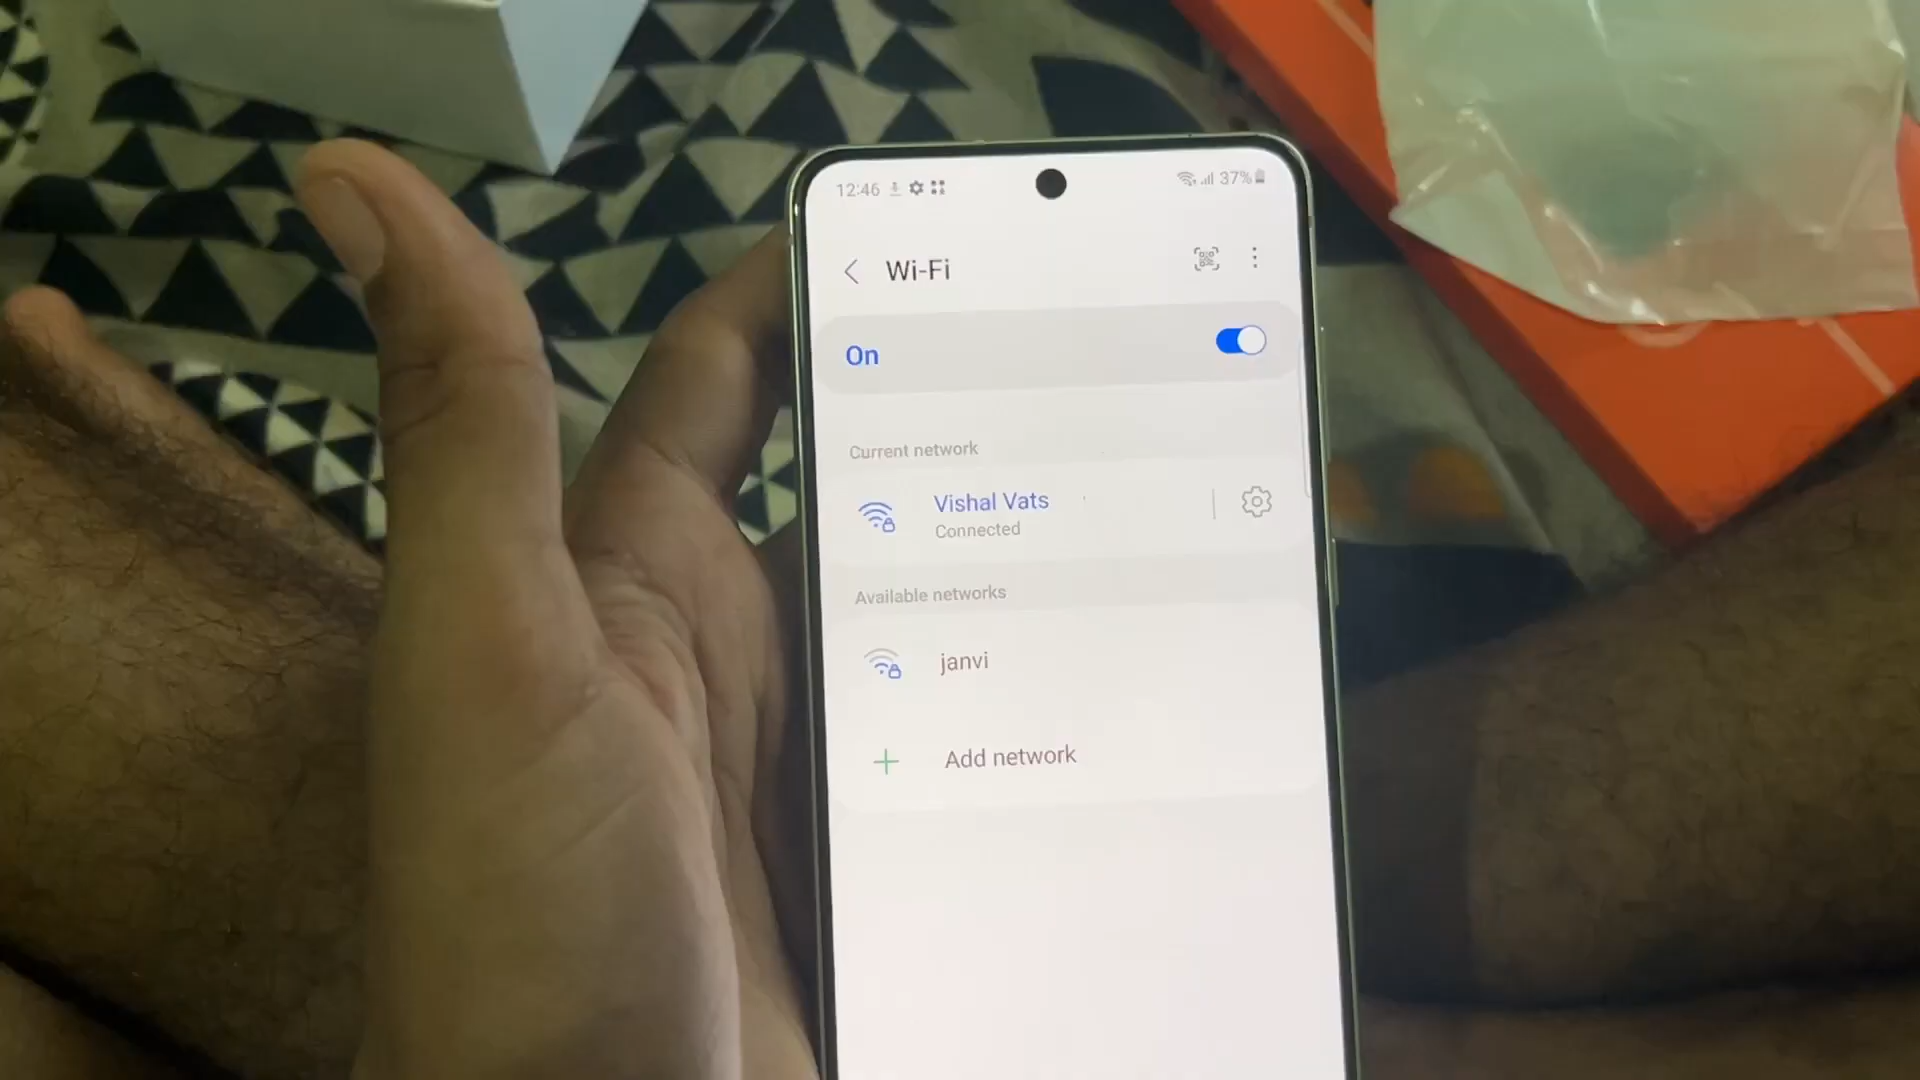 12:46
37%
Wi-Fi
On
Current network
Vishal Vats
Connected
Available networks
janvi
Add network